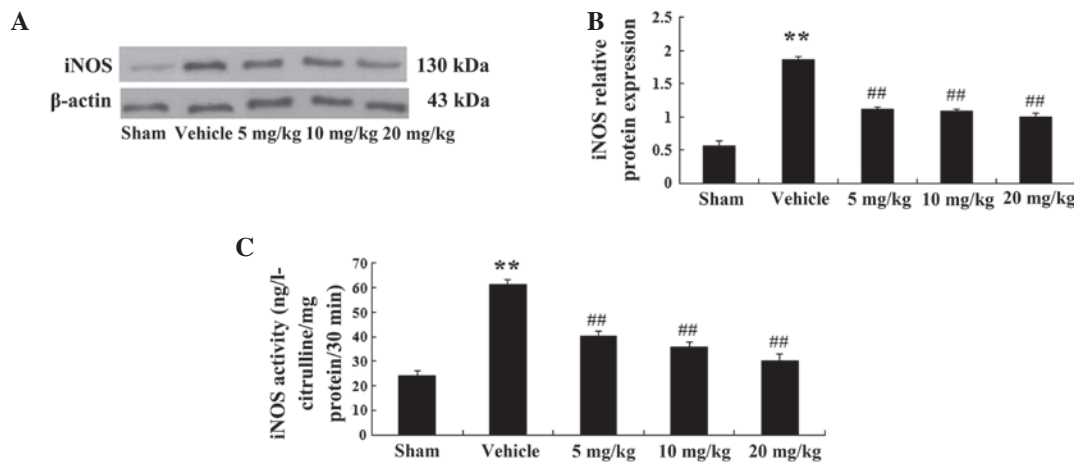 A
iNOS 130 kDa
β-actin 43 kDa
Sham Vehicle 5 mg/kg 10 mg/kg 20 mg/kg
B
iNOS relative
protein expression
2.5
2
1.5
1
0.5
0
**
##
##
##
Sham Vehicle 5 mg/kg 10 mg/kg 20 mg/kg
C
iNOS activity (ng/l-
citrulline/mg
protein/30 min)
70
60
50
40
30
20
10
0
**
##
##
##
Sham Vehicle 5 mg/kg 10 mg/kg 20 mg/kg